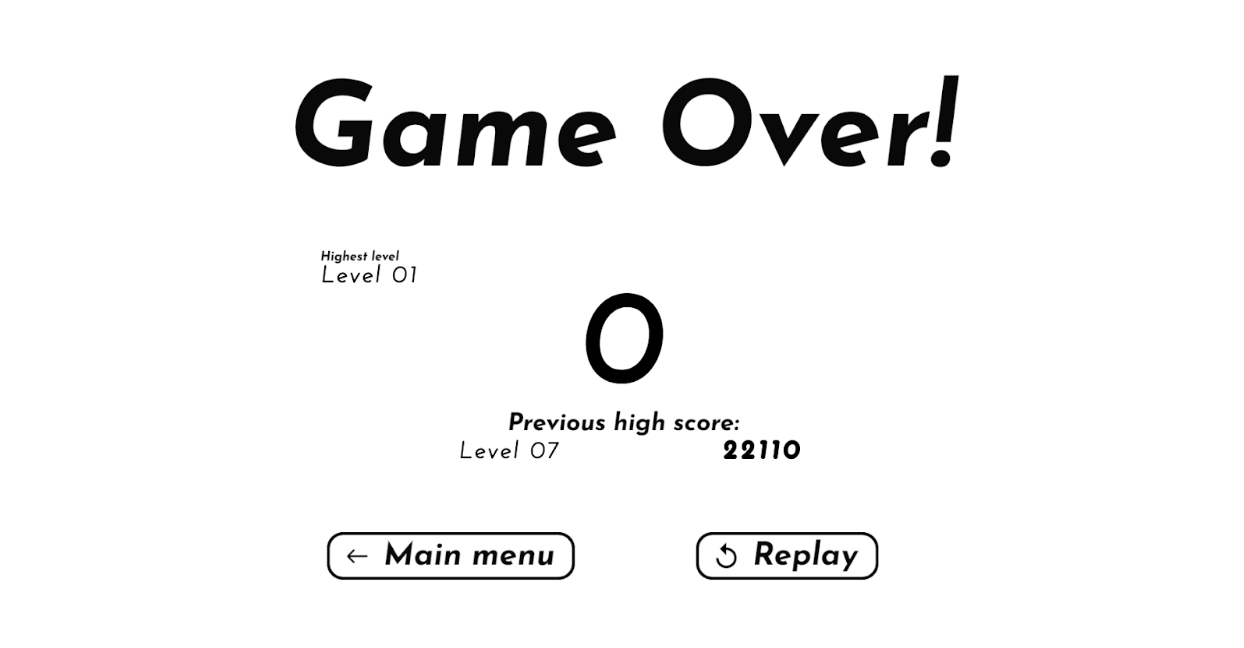 Game Over!
Highest level
Level 01
0
Previous high score:
Level 07 22110
Main menu Replay